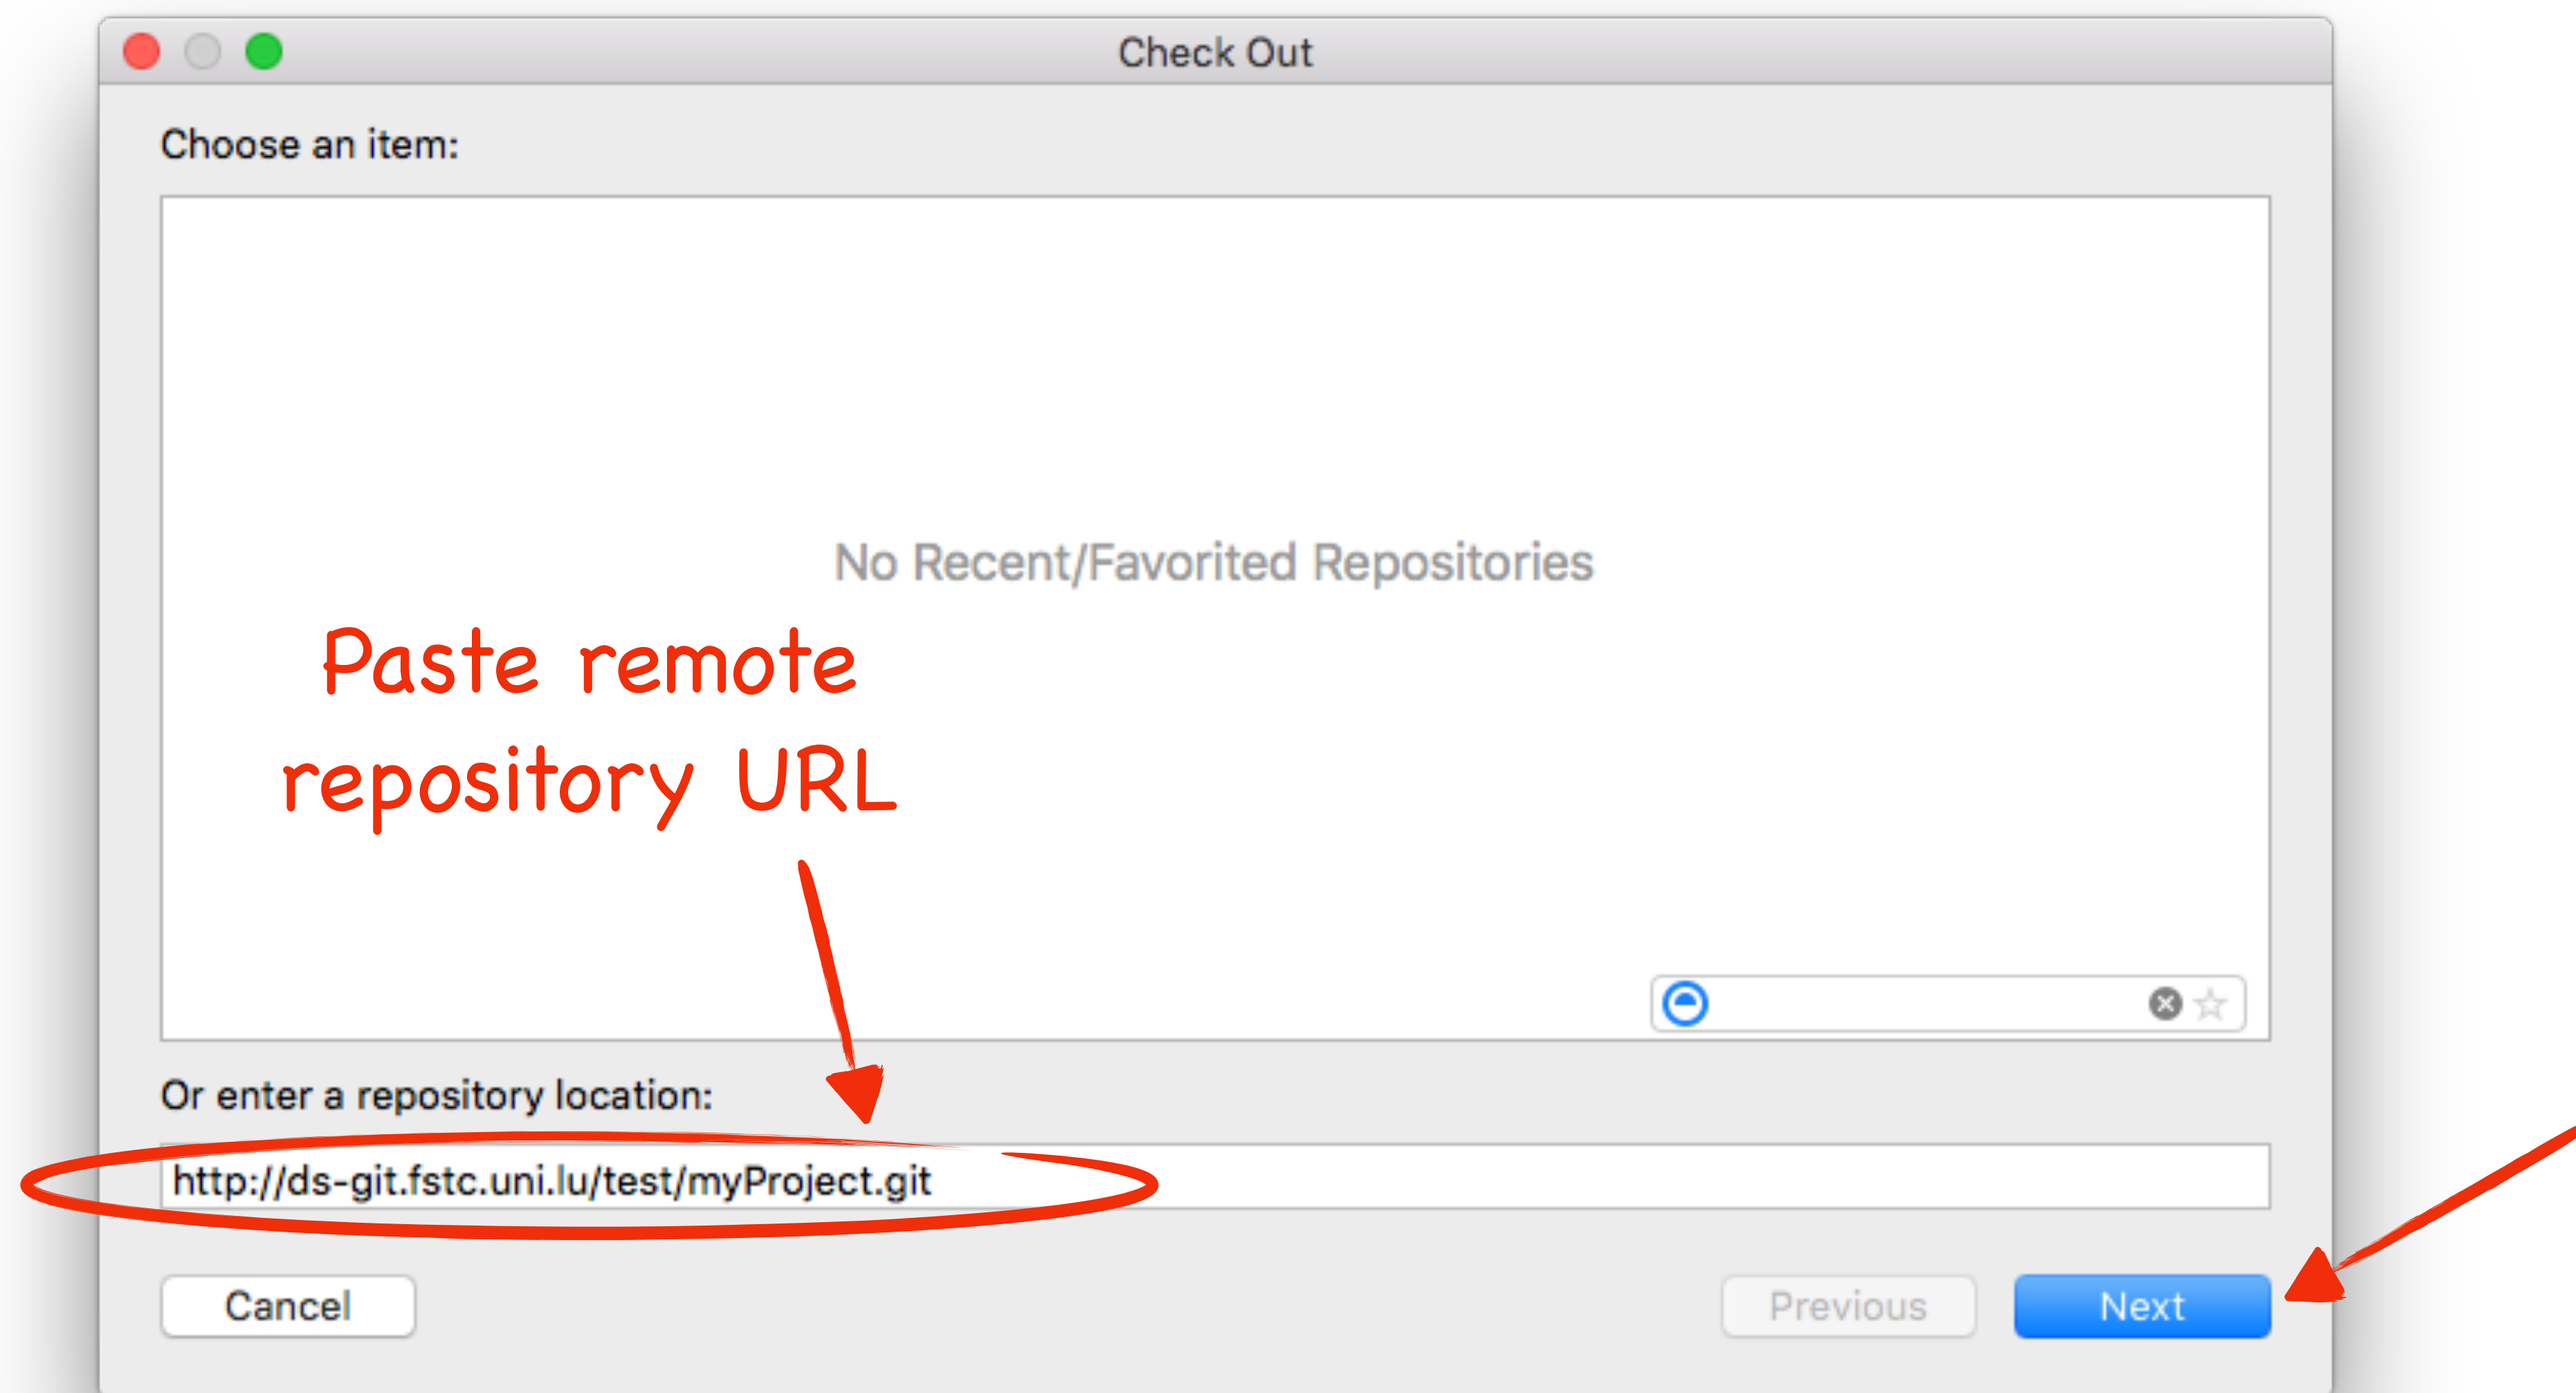 Check Out
Choose an item:
No Recent/Favorited Repositories
Paste remote
repository URL
Or enter a repository location:
http://ds-git.fstc.uni.lu/test/myProject.git
Cancel
Previous
Next